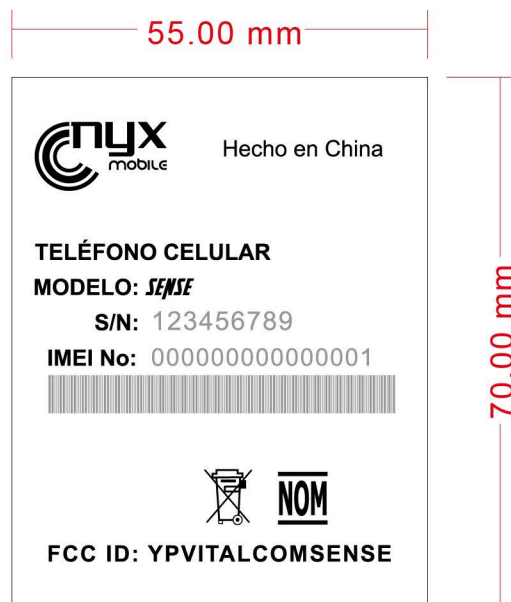 55.00 mm
nyx
mobile
Hecho en China
TELÉFONO CELULAR
MODELO: SENSE
S/N: 123456789
IMEI No: 000000000000001
NOM
FCC ID: YPVITALCOMSENSE
70.00 mm